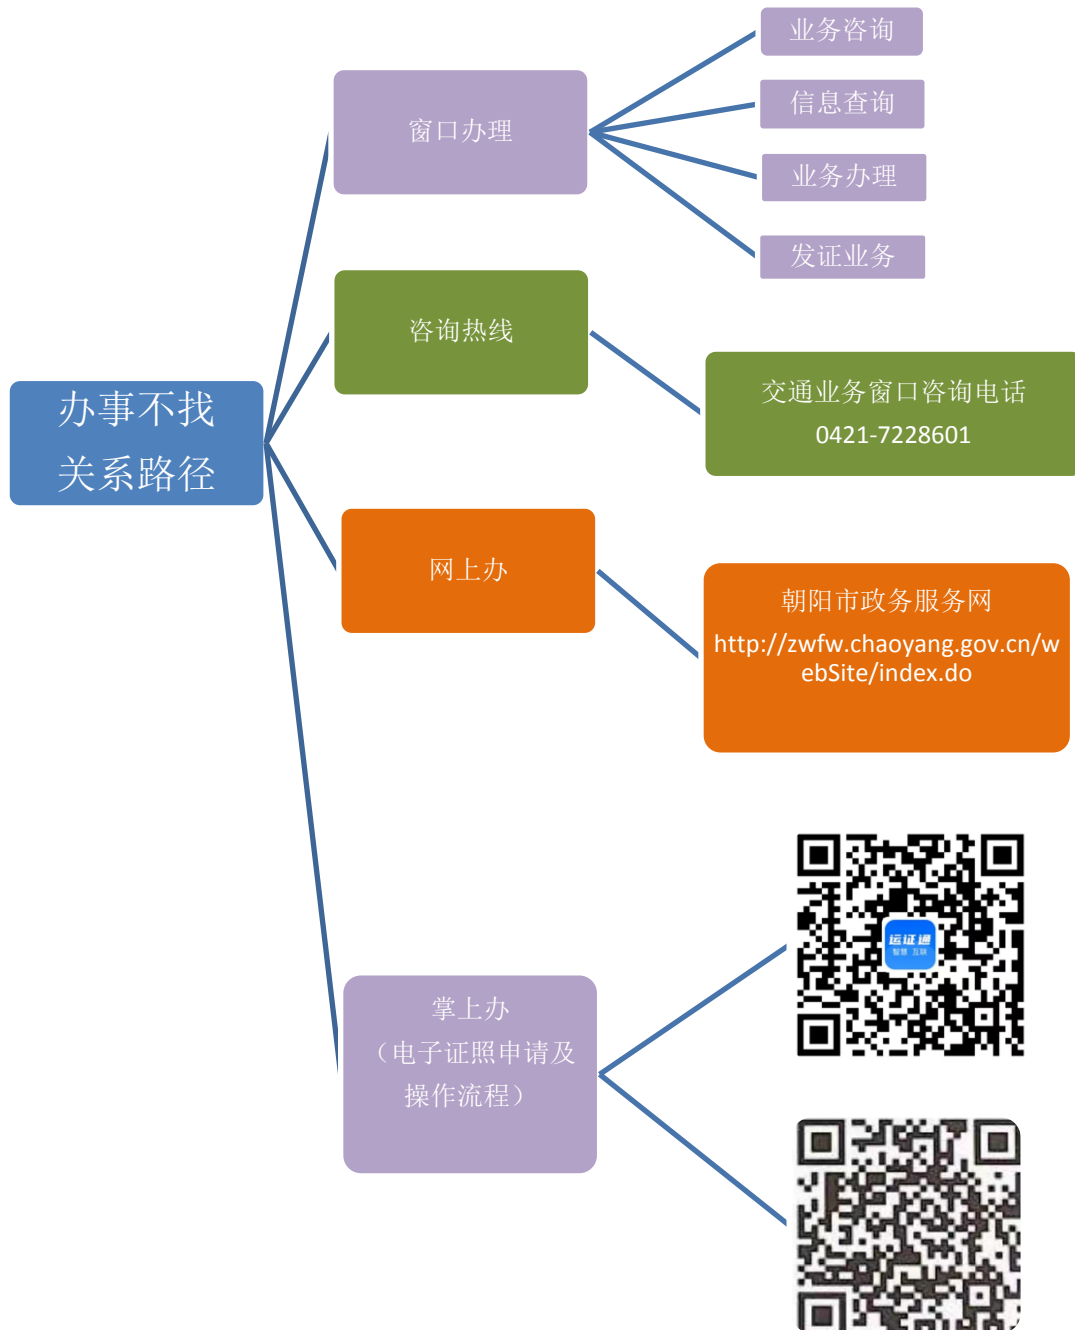 办事不找
关系路径
窗口办理
业务咨询
信息查询
业务办理
发证业务
咨询热线
交通业务窗口咨询电话
0421-7228601
网上办
朝阳市政务服务网
http://zwfw.chaoyang.gov.cn/w
ebSite/index.do
掌上办
（电子证照申请及
操作流程）
运证通
智慧 互联